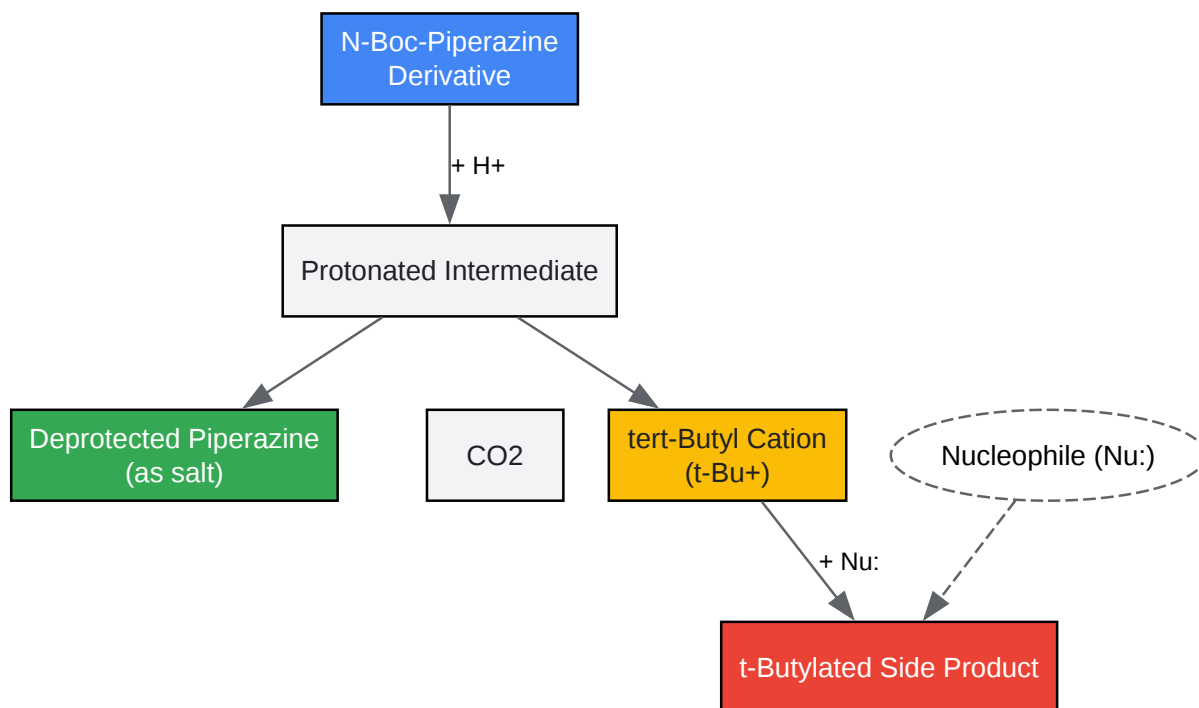 N-Boc-Piperazine
Derivative
+ H+
Protonated Intermediate
Deprotected Piperazine
(as salt)
CO2
tert-Butyl Cation
(t-Bu+)
Nucleophile (Nu:)
+ Nu:
t-Butylated Side Product